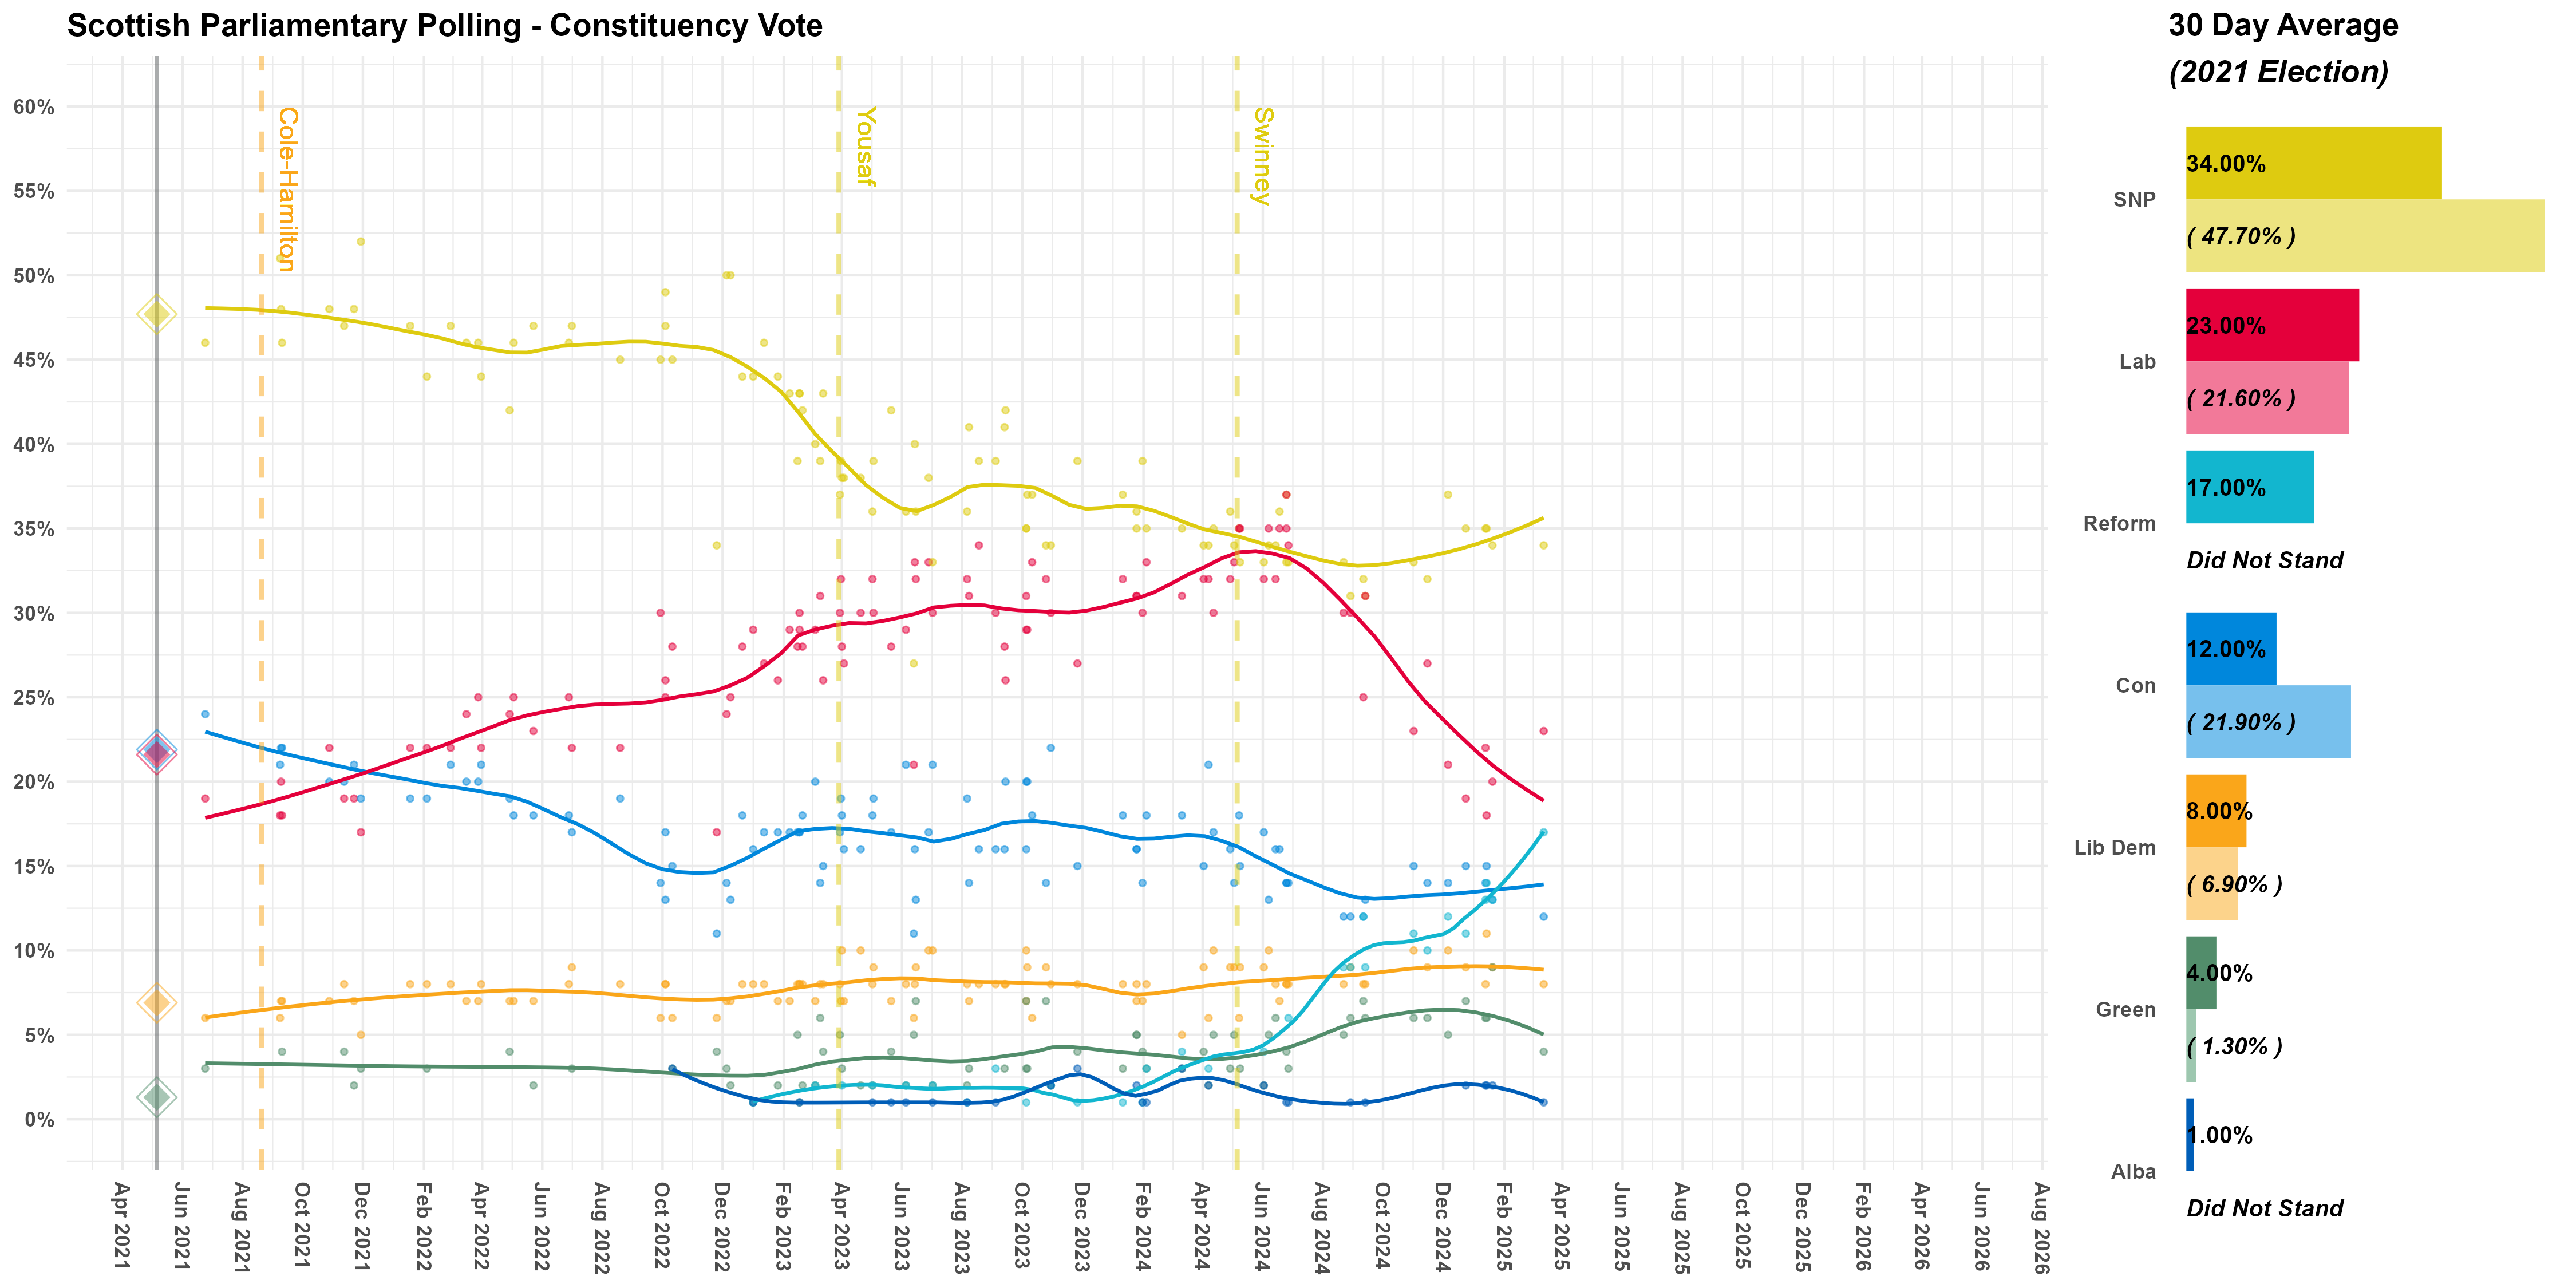 Scottish Parliamentary Polling - Constituency Vote
60%
55%
50%
45%
40%
35%
30%
25%
20%
15%
10%
5%
0%
Cole-Hamilton
Yousaf
Swinney
Apr 2021
Jun 2021
Aug 2021
Oct 2021
Dec 2021
Feb 2022
Apr 2022
Jun 2022
Aug 2022
Oct 2022
Dec 2022
Feb 2023
Apr 2023
Jun 2023
Aug 2023
Oct 2023
Dec 2023
Feb 2024
Apr 2024
Jun 2024
Aug 2024
Oct 2024
Dec 2024
Feb 2025
Apr 2025
Jun 2025
Aug 2025
Oct 2025
Dec 2025
Feb 2026
Apr 2026
Jun 2026
Aug 2026
30 Day Average
(2021 Election)
SNP
34.00%
( 47.70% )
Lab
23.00%
( 21.60% )
Reform
17.00%
Did Not Stand
Con
12.00%
( 21.90% )
Lib Dem
8.00%
( 6.90% )
Green
4.00%
( 1.30% )
Alba
1.00%
Did Not Stand